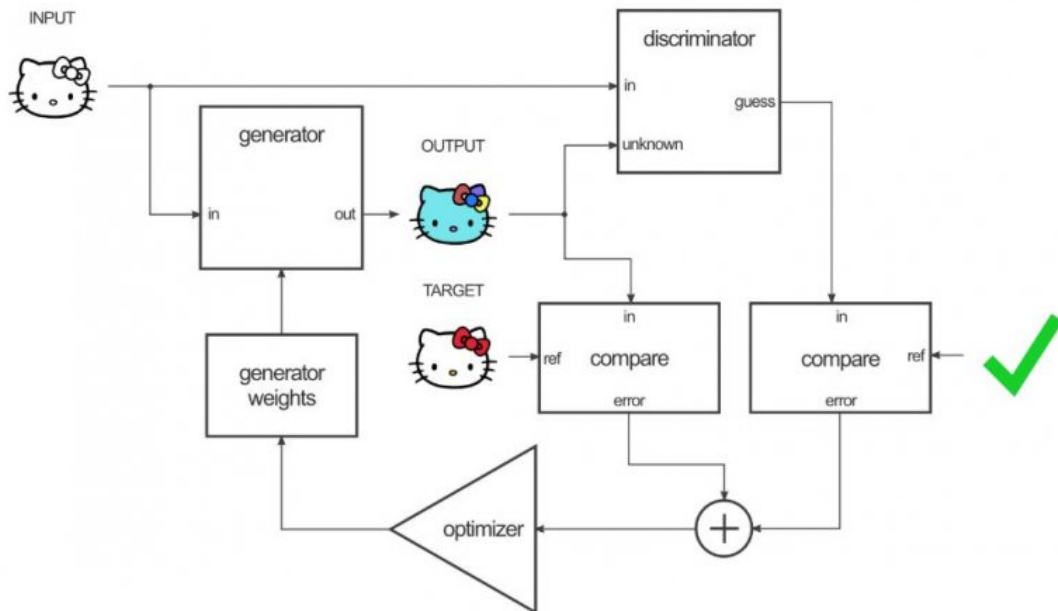 INPUT
discriminator
in
guess
unknown
generator
in
out
OUTPUT
TARGET
in
ref
compare
error
in
compare
ref
error
generator
weights
optimizer
+